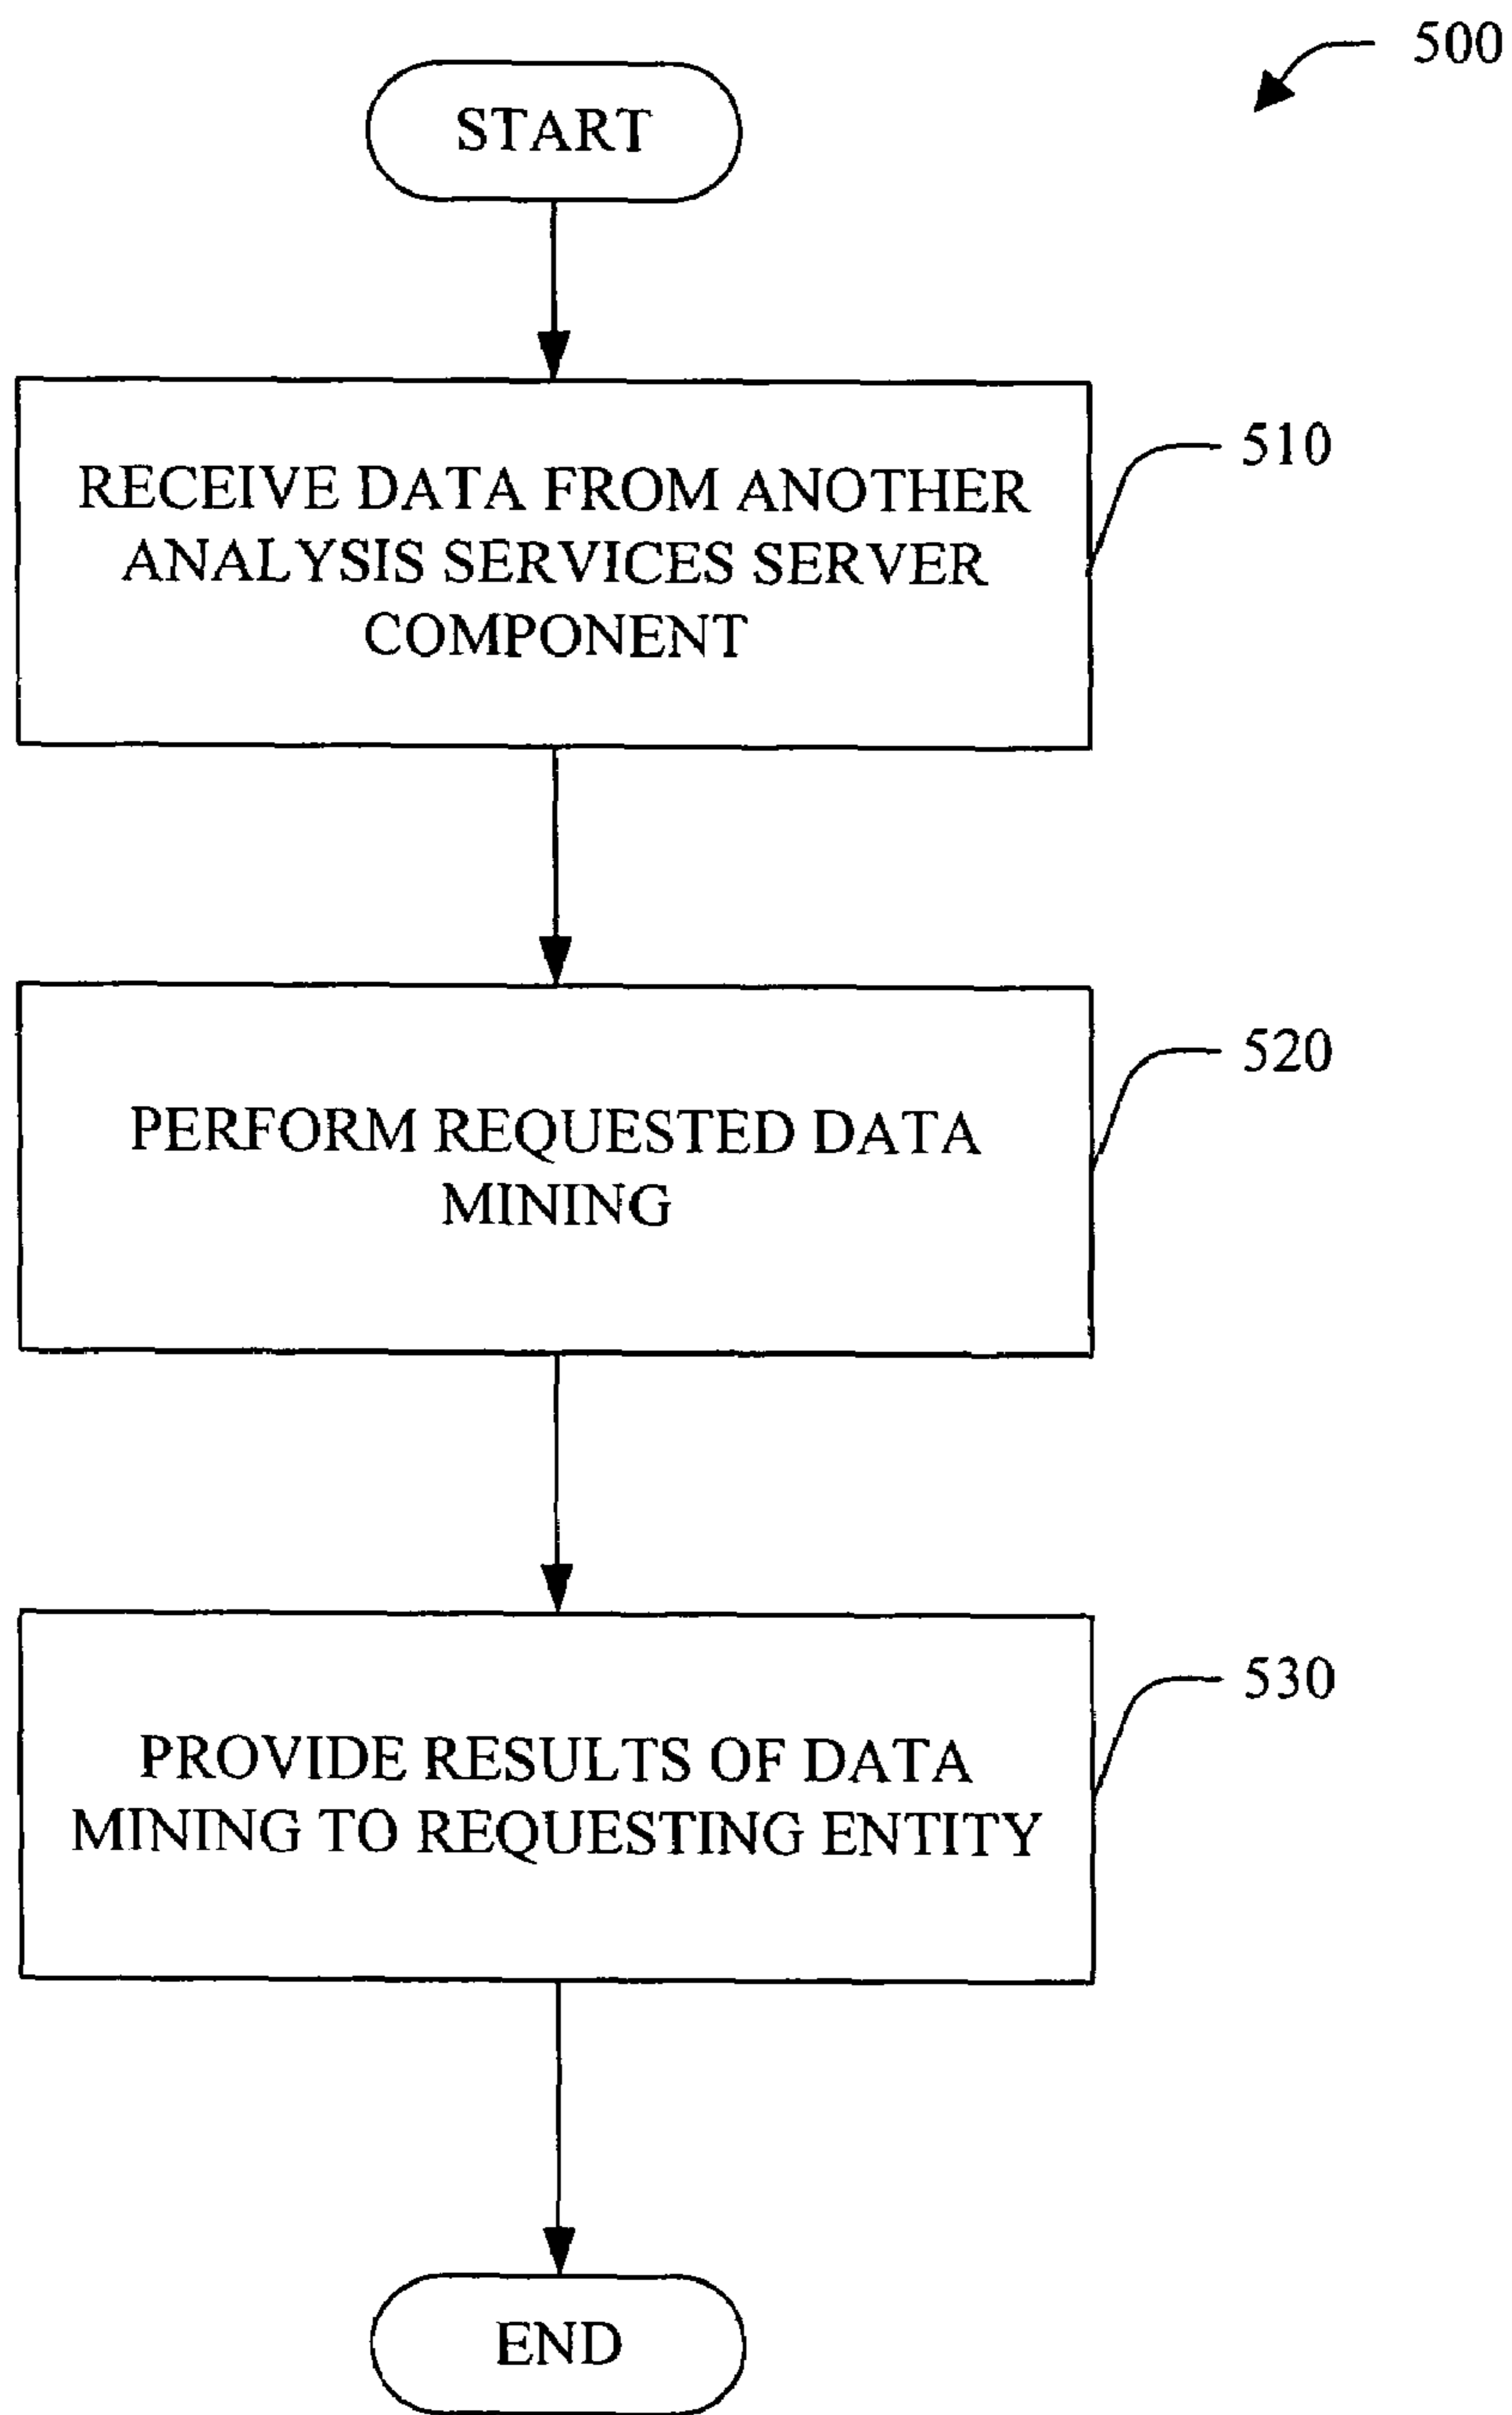 500
START
RECEIVE DATA FROM ANOTHER
ANALYSIS SERVICES SERVER
COMPONENT
510
PERFORM REQUESTED DATA
MINING
520
PROVIDE RESULTS OF DATA
MINING TO REQUESTING ENTITY
530
END